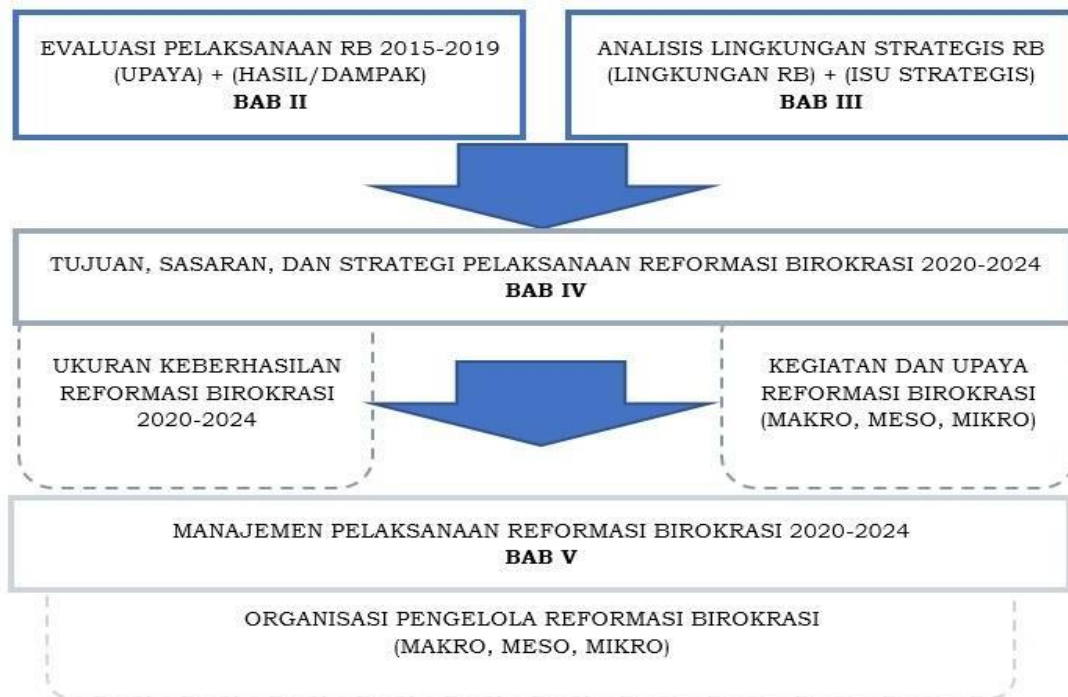 EVALUASI PELAKSANAAN RB 2015-2019
(UPAYA) + (HASIL/DAMPAK)
BAB II
ANALISIS LINGKUNGAN STRATEGIS RB
(LINGKUNGAN RB) + (ISU STRATEGIS)
BAB III
TUJUAN, SASARAN, DAN STRATEGI PELAKSANAAN REFORMASI BIROKRASI 2020-2024
BAB IV
UKURAN KEBERHASILAN
REFORMASI BIROKRASI
2020-2024
KEGIATAN DAN UPAYA
REFORMASI BIROKRASI
(MAKRO, MESO, MIKRO)
MANAJEMEN PELAKSANAAN REFORMASI BIROKRASI 2020-2024
BAB V
ORGANISASI PENGELOLA REFORMASI BIROKRASI
(MAKRO, MESO, MIKRO)